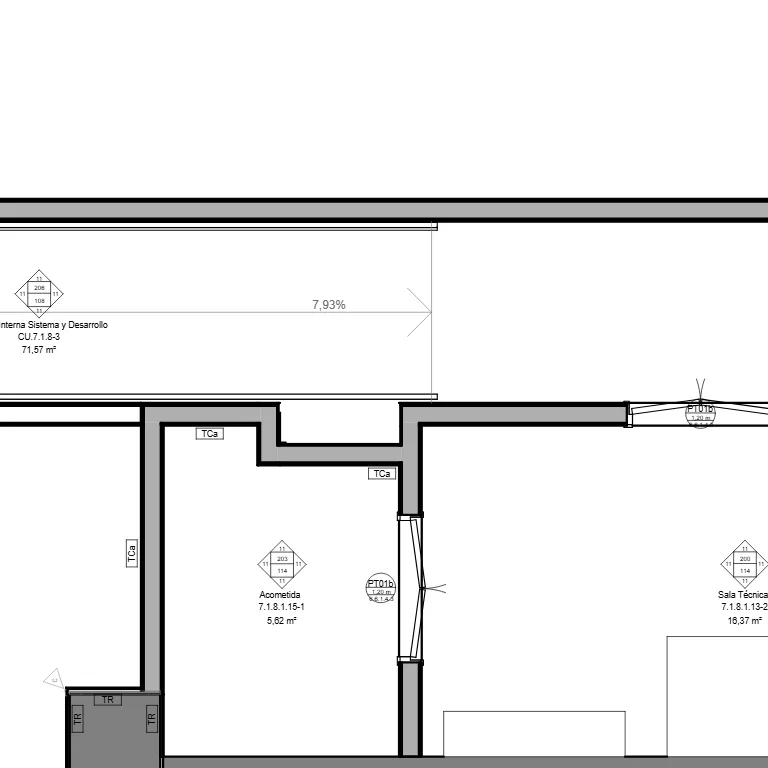 7,93%
11
206
11
11
108
11
nterna Sistema y Desarrollo
CU.7.1.8-3
71,57 m²
PT01b
1,20 m
TCa
TCa
TCa
11
203
11
11
114
11
Acometida
7.1.8.1.15-1
5,62 m²
PT01b
1,20 m
11
200
11
11
114
11
Sala Técnica
7.1.8.1.13-2
16,37 m²
TR
TR
TR